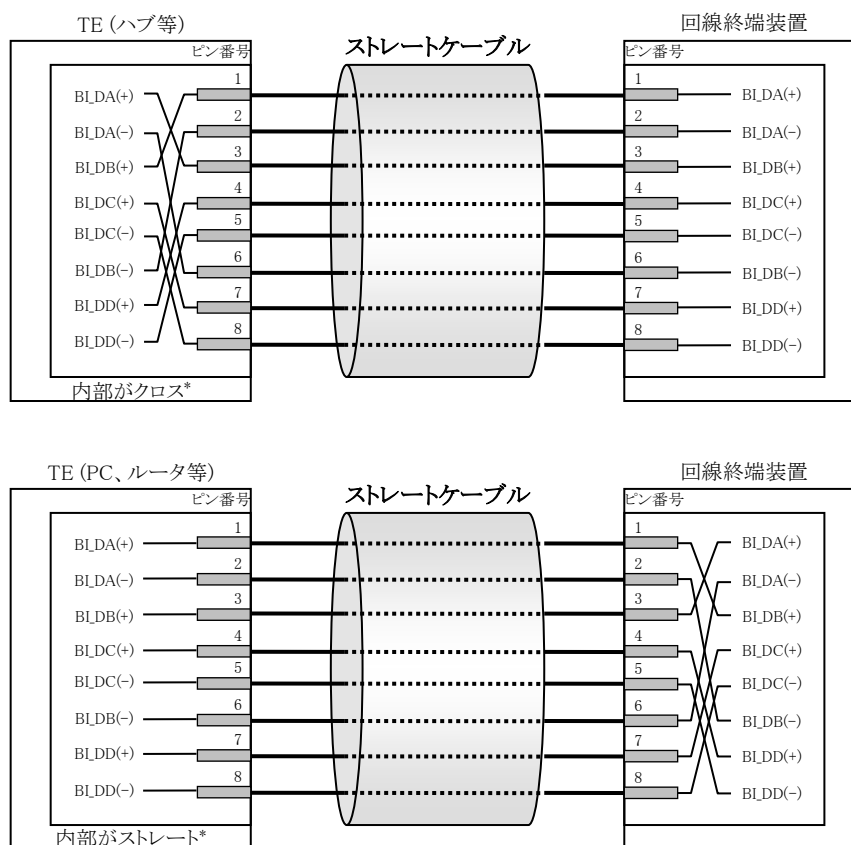 TE (ハブ等)
回線終端装置
ピン番号
ストレートケーブル
ピン番号
BI_DA(+)
1
1
BI_DA(+)
BI_DA(-)
2
2
BI_DA(-)
BI_DB(+)
3
3
BI_DB(+)
BI_DC(+)
4
4
BI_DC(+)
BI_DC(-)
5
5
BI_DC(-)
BI_DB(-)
6
6
BI_DB(-)
BI_DD(+)
7
7
BI_DD(+)
BI_DD(-)
8
8
BI_DD(-)
内部がクロス*
TE (PC、ルータ等)
回線終端装置
ピン番号
ストレートケーブル
ピン番号
BI_DA(+)
1
1
BI_DA(+)
BI_DA(-)
2
2
BI_DA(-)
BI_DB(+)
3
3
BI_DB(+)
BI_DC(+)
4
4
BI_DC(+)
BI_DC(-)
5
5
BI_DC(-)
BI_DB(-)
6
6
BI_DB(-)
BI_DD(+)
7
7
BI_DD(+)
BI_DD(-)
8
8
BI_DD(-)
内部がストレート*